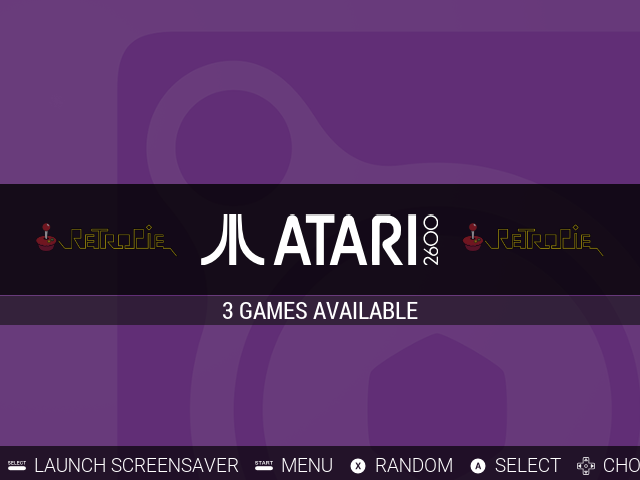 RETROPIE ATARI 2600 RETROPIE
3 GAMES AVAILABLE
SELECT LAUNCH SCREENSAVER START MENU X RANDOM A SELECT CHO